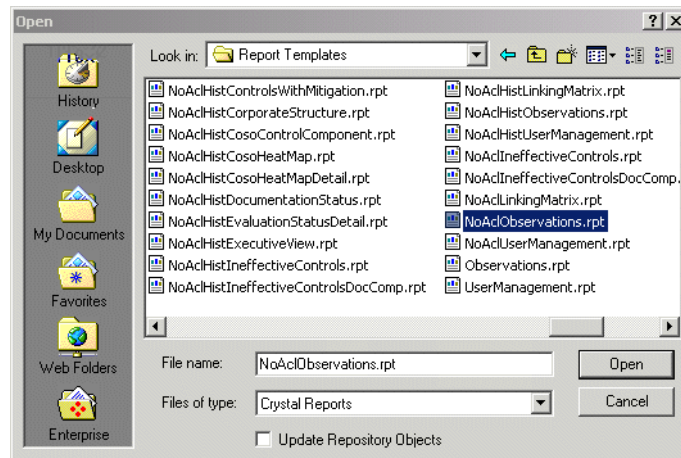 Open
Look in: Report Templates
History
Desktop
My Documents
Favorites
Web Folders
Enterprise
NoAclHistControlsWithMitigation.rpt
NoAclHistCorporateStructure.rpt
NoAclHistCosoControlComponent.rpt
NoAclHistCosoHeatMap.rpt
NoAclHistCosoHeatMapDetail.rpt
NoAclHistDocumentationStatus.rpt
NoAclHistEvaluationStatusDetail.rpt
NoAclHistExecutiveView.rpt
NoAclHistIneffectiveControls.rpt
NoAclHistIneffectiveControlsDocComp.rpt
NoAclHistLinkingMatrix.rpt
NoAclHistObservations.rpt
NoAclHistUserManagement.rpt
NoAclIneffectiveControls.rpt
NoAclIneffectiveControlsDocComp.
NoAclLinkingMatrix.rpt
NoAclObservations.rpt
NoAclUserManagement.rpt
Observations.rpt
UserManagement.rpt
File name: NoAclObservations.rpt Open
Files of type: Crystal Reports Cancel
Update Repository Objects